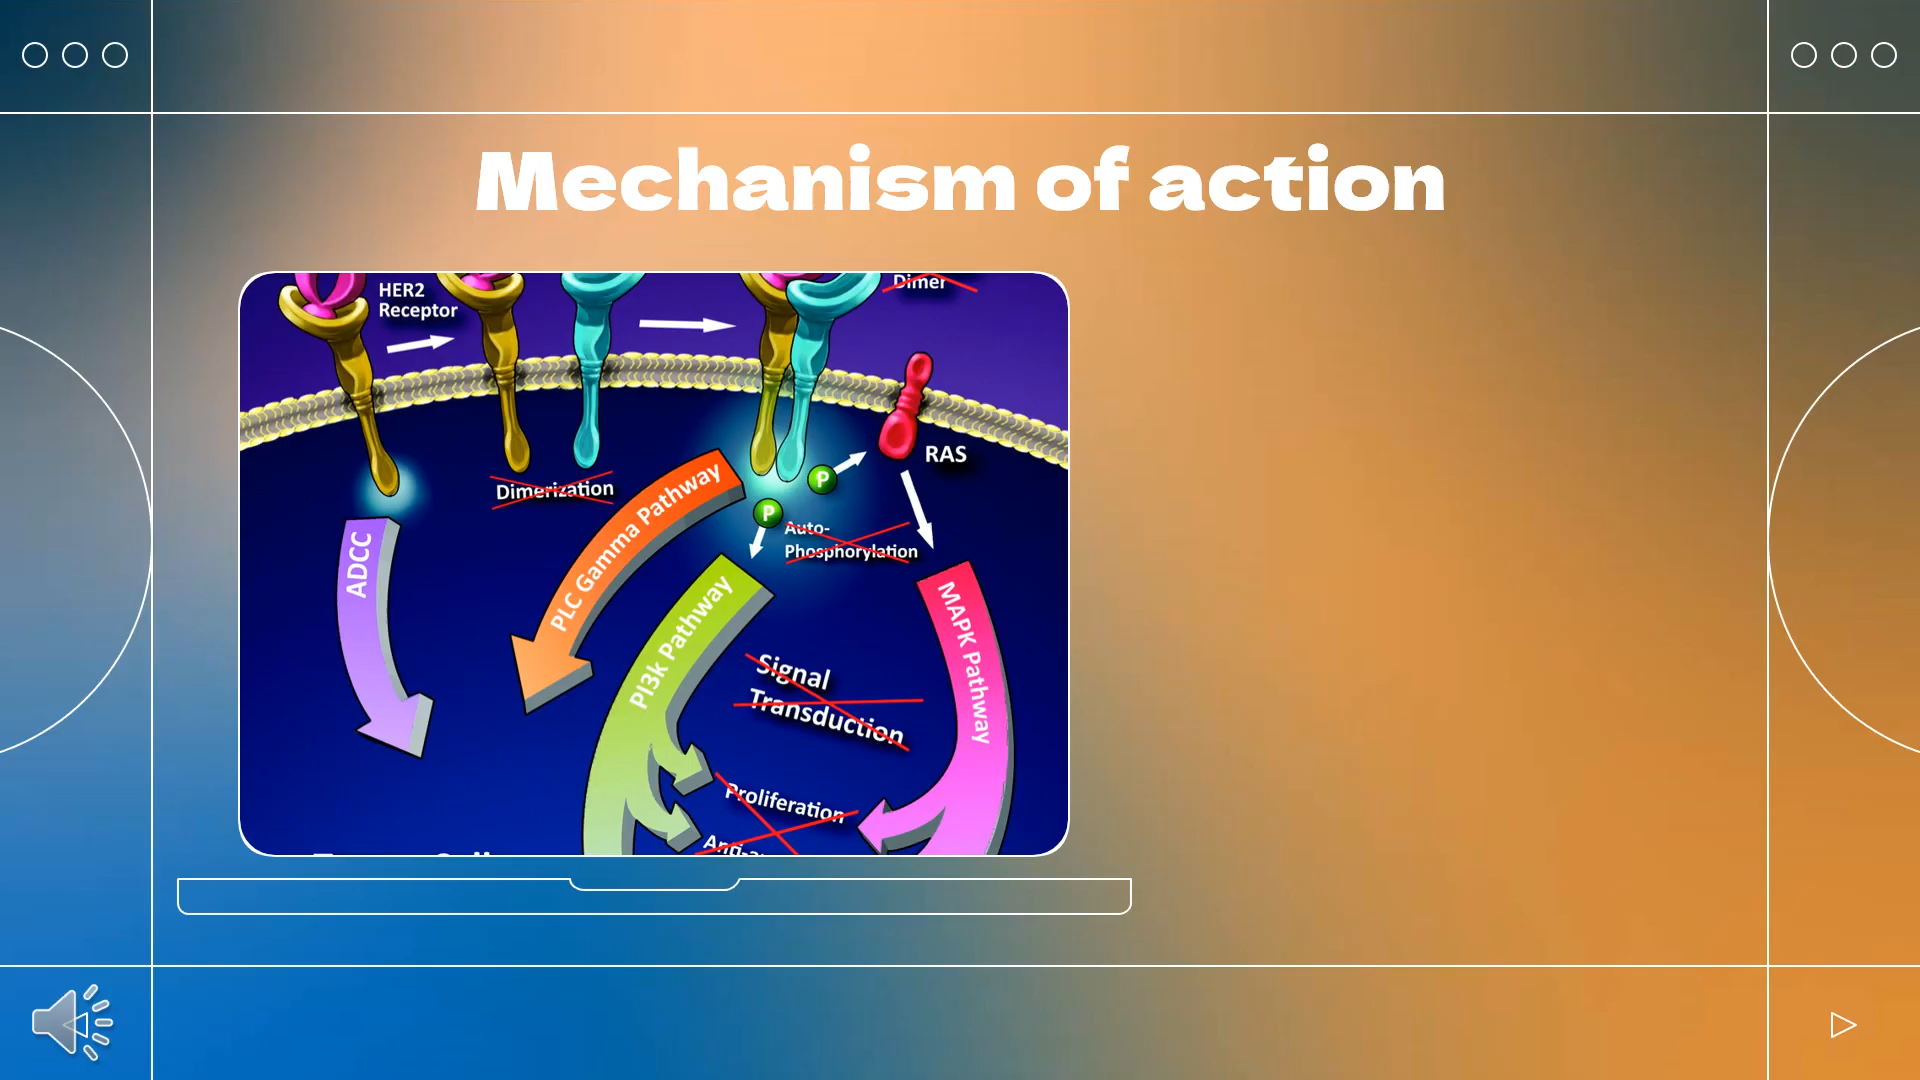 Mechanism of action
HER2
Receptor
Dimer
RAS
Dimerization
P
P
Auto-
Phosphorylation
ADCC
PLC Gamma Pathway
PI3k Pathway
MAPK Pathway
Signal
Transduction
Proliferation